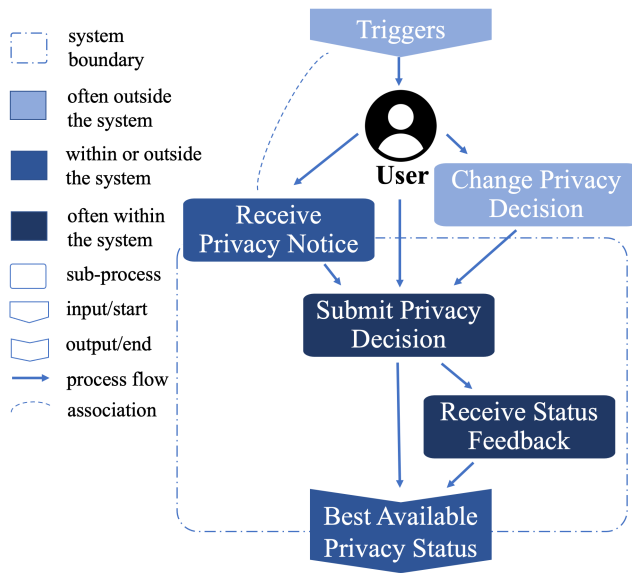 system
boundary
often outside
the system
within or outside
the system
often within
the system
sub-process
input/start
output/end
process flow
association
Triggers
User
Change Privacy
Decision
Receive
Privacy Notice
Submit Privacy
Decision
Receive Status
Feedback
Best Available
Privacy Status